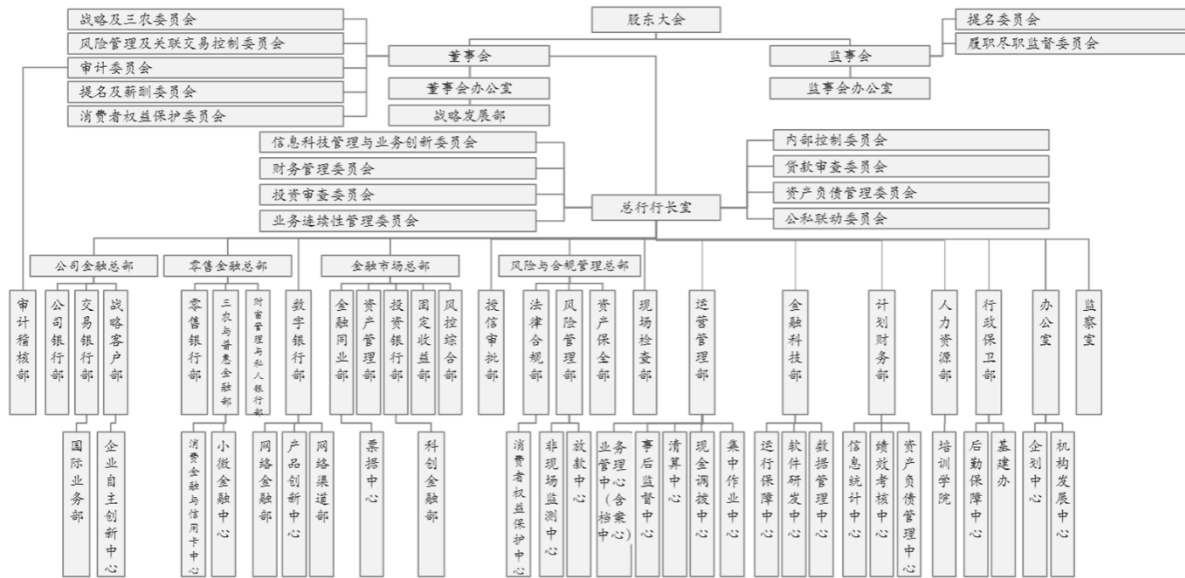 股东大会
战略及三农委员会
风险管理及关联交易控制委员会
审计委员会
提名及薪酬委员会
消费者权益保护委员会
董事会
董事会办公室
战略发展部
监事会
监事会办公室
提名委员会
履职尽职监督委员会
信息科技管理与业务创新委员会
财务管理委员会
投资审查委员会
业务连续性管理委员会
总行行长室
内部控制委员会
贷款审查委员会
资产负债管理委员会
公私联动委员会
公司金融总部
零售金融总部
金融市场总部
风险与合规管理总部
审计稽核部
公司银行部
交易银行部
战略客户部
零售银行部
三农与普惠金融部
财富管理与私人银行部
数字银行部
金融同业部
资产管理部
投资银行部
固定收益部
风控综合部
授信审批部
法律合规部
风险管理部
资产保全部
现场检查部
运营管理部
金融科技部
计划财务部
人力资源部
行政保卫部
办公室
监察室
国际业务部
企业自主创新中心
消费金融与信用卡中心
小微金融中心
网络金融部
产品创新中心
网络渠道部
票据中心
科创金融部
消费者权益保护中心
非现场监测中心
放款中心
业务管理中心（含档案中心）
事后监督中心
清算中心
现金调拨中心
集中作业中心
运行保障中心
软件研发中心
数据管理中心
信息统计中心
绩效考核中心
资产负债管理中心
培训学院
后勤保障中心
基建办
企划中心
机构发展中心